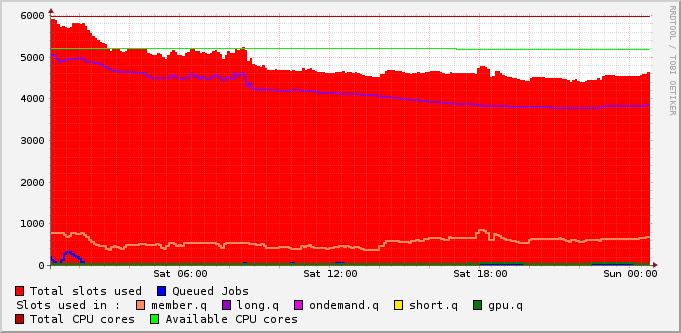 RRDTOOL / TOBI OETIKER
6000
5000
4000
3000
2000
1000
0
Sat 06:00 Sat 12:00 Sat 18:00 Sun 00:00
Total slots used Queued Jobs
Slots used in : member.q long.q ondemand.q short.q gpu.q
Total CPU cores Available CPU cores